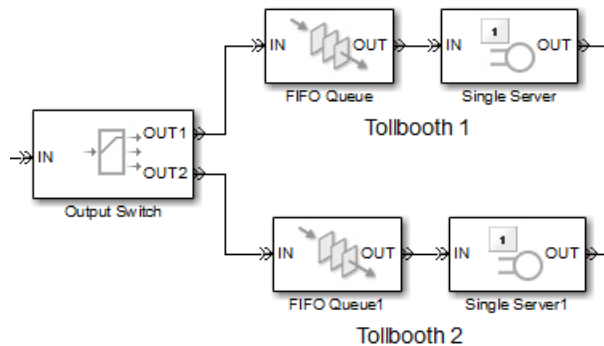 IN OUT
FIFO Queue
1
IN OUT
Single Server
Tollbooth 1
IN
OUT1
OUT2
Output Switch
IN OUT
FIFO Queue1
1
IN OUT
Single Server1
Tollbooth 2